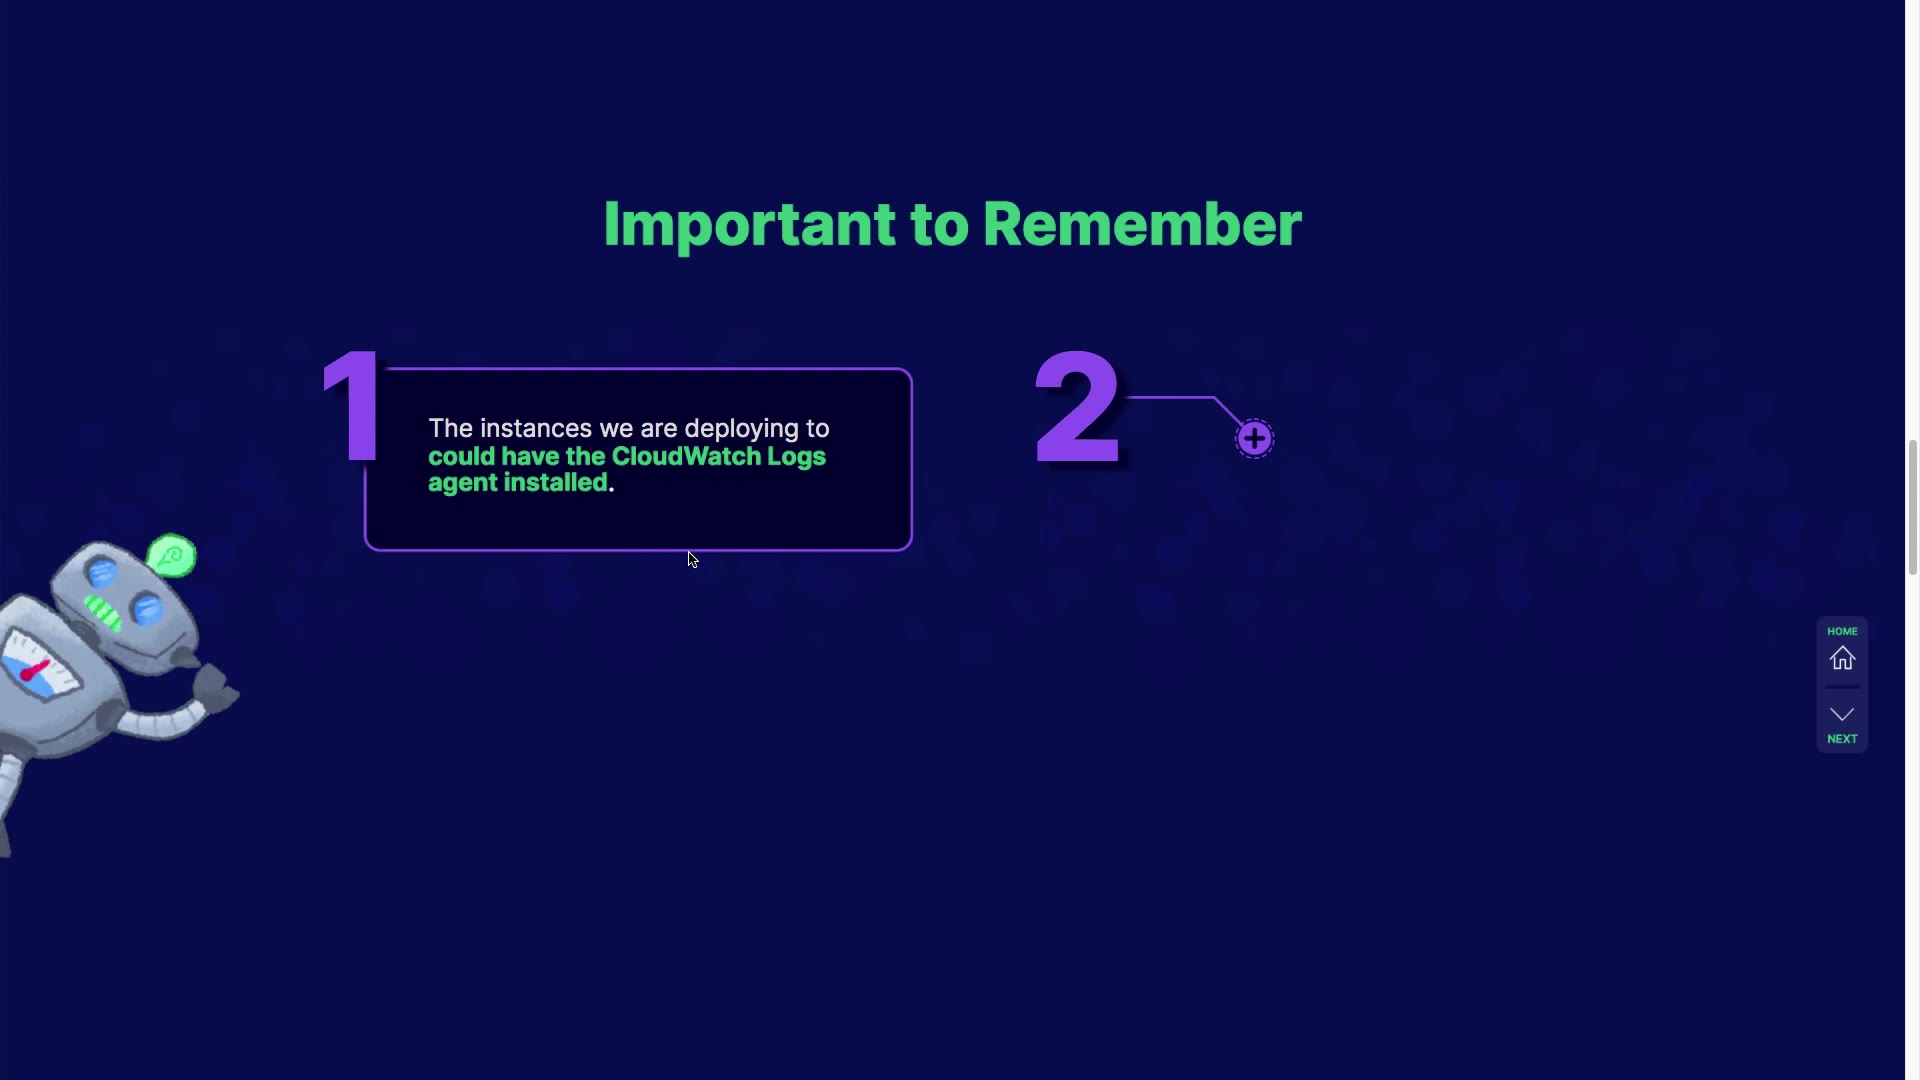 Important to Remember
1
The instances we are deploying to
could have the CloudWatch Logs
agent installed.
2
HOME
NEXT